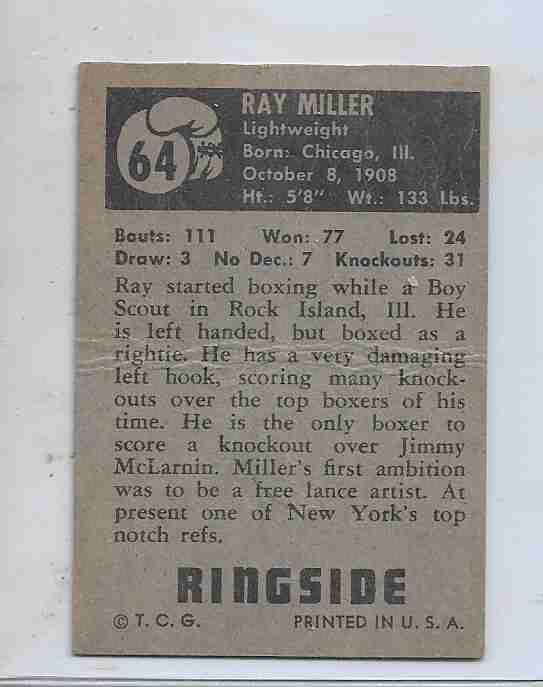 64
RAY MILLER
Lightweight
Born: Chicago, Ill.
October 8, 1908
Ht.: 5'8" Wt.: 133 Lbs.
Bouts: 111 Won: 77 Lost: 24
Draw: 3 No Dec.: 7 Knockouts: 31
Ray started boxing while a Boy
Scout in Rock Island, Ill. He
is left handed, but boxed as a
rightie. He has a very damaging
left hook, scoring many knock-
outs over the top boxers of his
time. He is the only boxer to
score a knockout over Jimmy
McLarnin. Miller's first ambition
was to be a free lance artist. At
present one of New York's top
notch refs.
RINGSIDE
© T. C. G. PRINTED IN U. S. A.